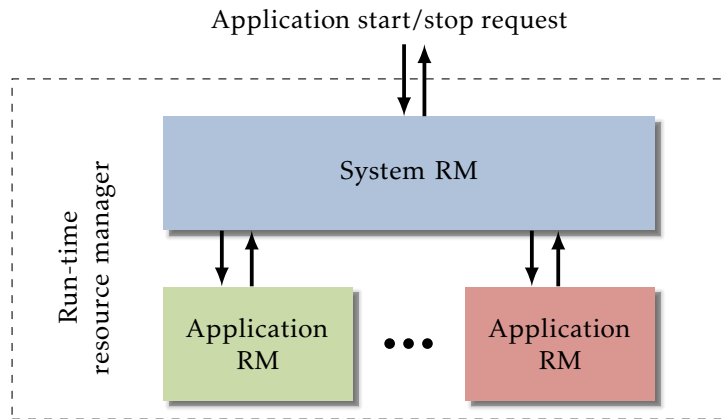 Application start/stop request
System RM
Run-time
resource manager
Application
RM
Application
RM